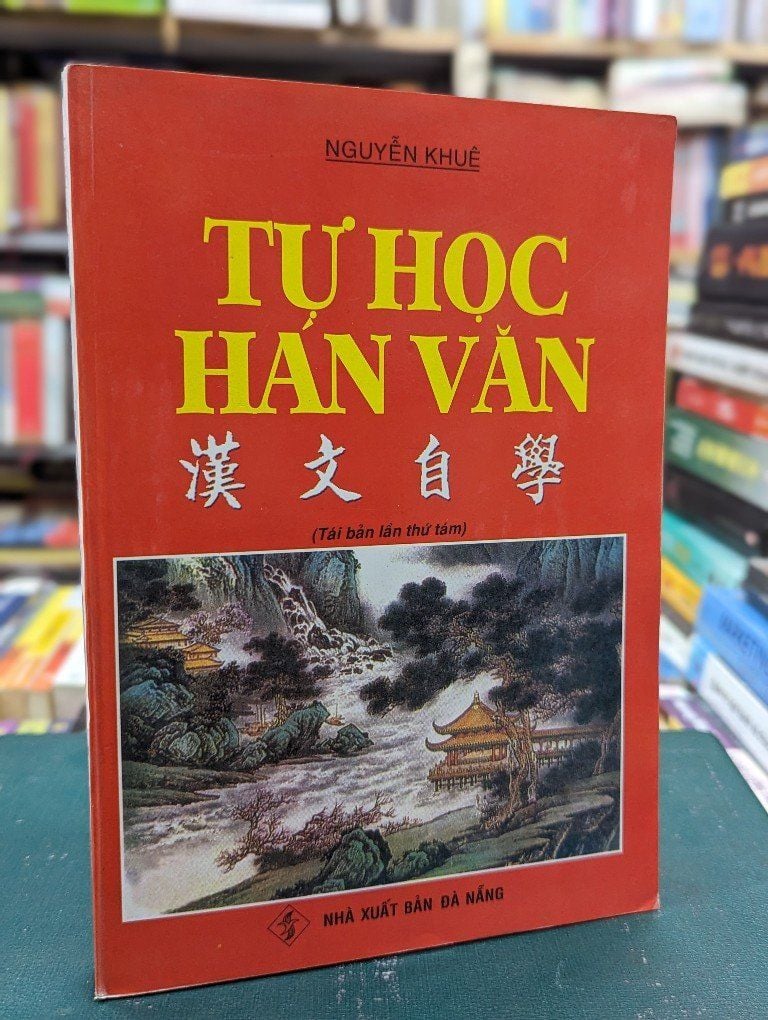 NGUYỄN KHUÊ
TỰ HỌC
HÁN VĂN
漢文自學
(Tái bản lần thứ tám)
NHÀ XUẤT BẢN ĐÀ NẴNG
MARKETING